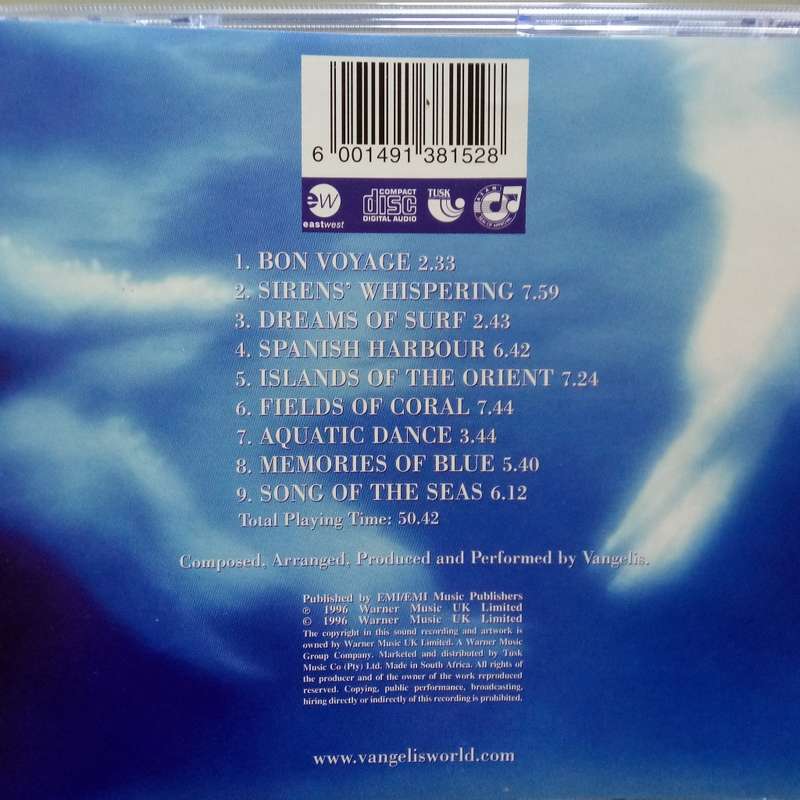 6 001491 381528
ew
eastwest
COMPACT
disc
DIGITAL AUDIO
TUSK
1. BON VOYAGE 2.33
2. SIRENS' WHISPERING 7.59
3. DREAMS OF SURF 2.43
4. SPANISH HARBOUR 6.42
5. ISLANDS OF THE ORIENT 7.24
6. FIELDS OF CORAL 7.44
7. AQUATIC DANCE 3.44
8. MEMORIES OF BLUE 5.40
9. SONG OF THE SEAS 6.12
Total Playing Time: 50.42
Composed, Arranged, Produced and Performed by Vangelis.
Published by EMI/EMI Music Publishers
℗ 1996 Warner Music UK Limited
© 1996 Warner Music UK Limited
The copyright in this sound recording and artwork is
owned by Warner Music UK Limited. A Warner Music
Group Company. Marketed and distributed by Tusk
Music Co (Pty) Ltd. Made in South Africa. All rights of
the producer and of the owner of the work reproduced
reserved. Copying, public performance, broadcasting,
hiring directly or indirectly of this recording is prohibited.
www.vangelisworld.com